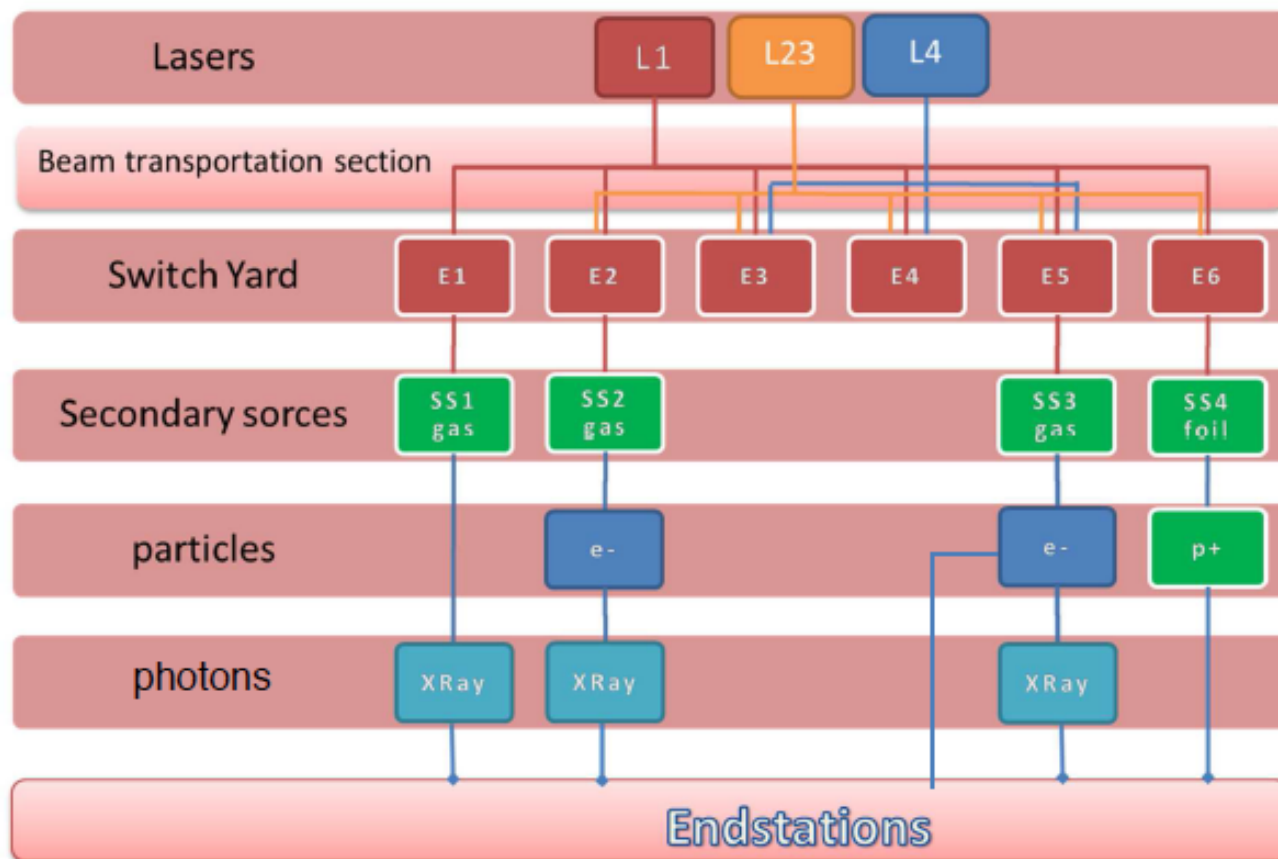 Lasers
L1
L23
L4
Beam transportation section
Switch Yard
E1
E2
E3
E4
E5
E6
Secondary sorces
SS1
gas
SS2
gas
SS3
gas
SS4
foil
particles
e-
e-
p+
photons
XRay
XRay
XRay
Endstations